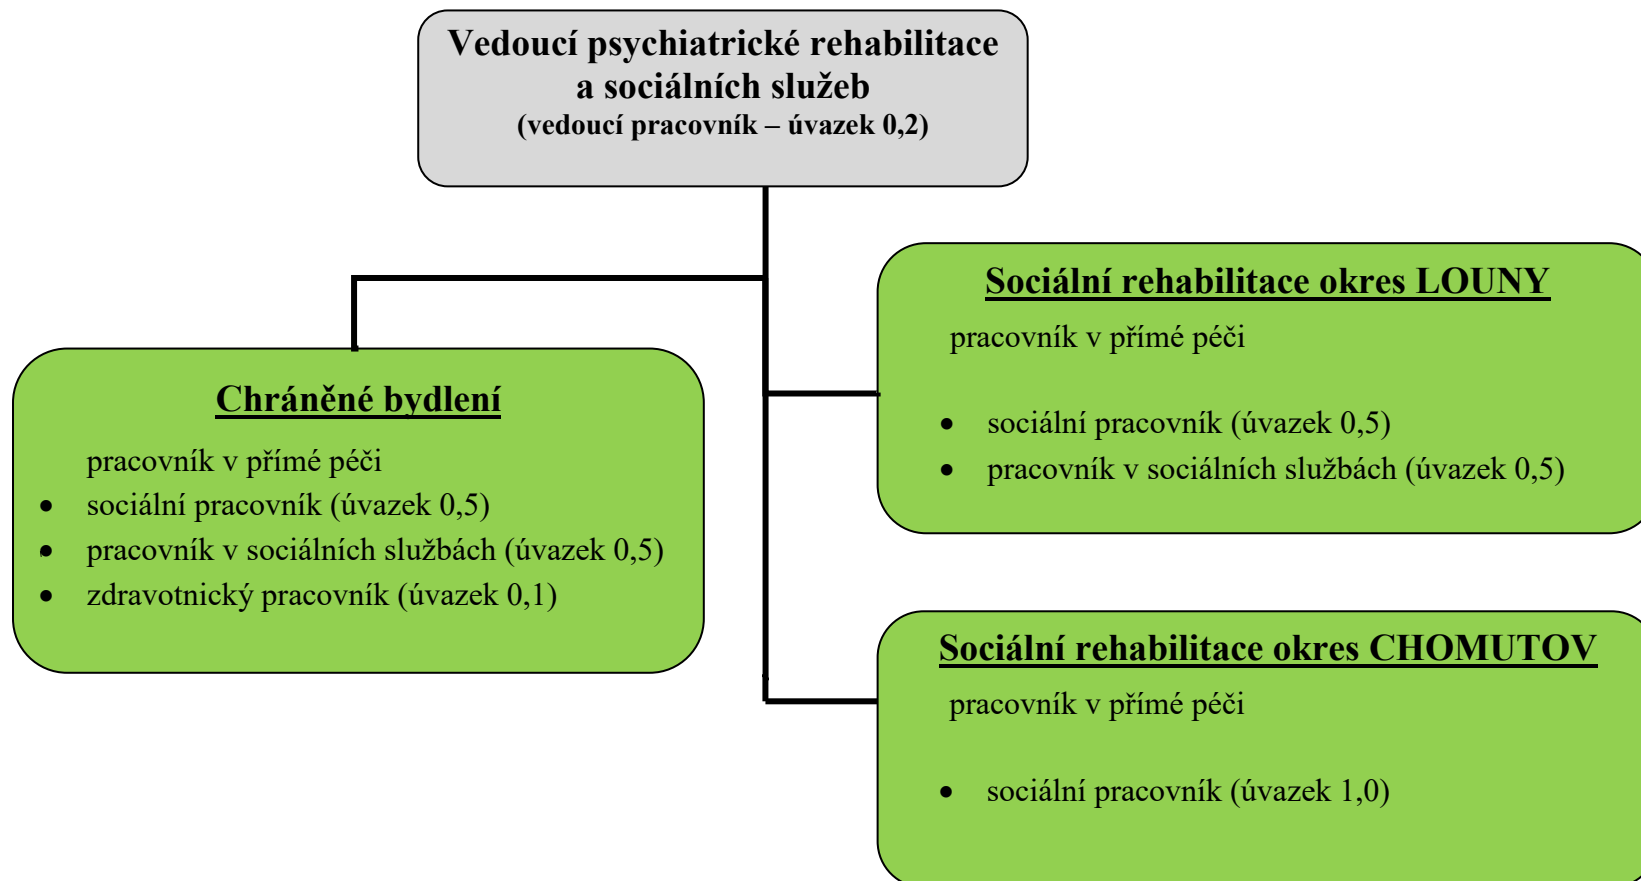 Vedoucí psychiatrické rehabilitace
a sociálních služeb
(vedoucí pracovník – úvazek 0,2)
Chráněné bydlení
pracovník v přímé péči
• sociální pracovník (úvazek 0,5)
• pracovník v sociálních službách (úvazek 0,5)
• zdravotnický pracovník (úvazek 0,1)
Sociální rehabilitace okres LOUNY
pracovník v přímé péči
• sociální pracovník (úvazek 0,5)
• pracovník v sociálních službách (úvazek 0,5)
Sociální rehabilitace okres CHOMUTOV
pracovník v přímé péči
• sociální pracovník (úvazek 1,0)